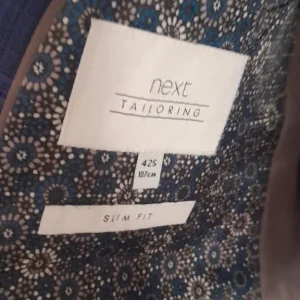 next
TAILORING
42S
107CM
SLIM FIT